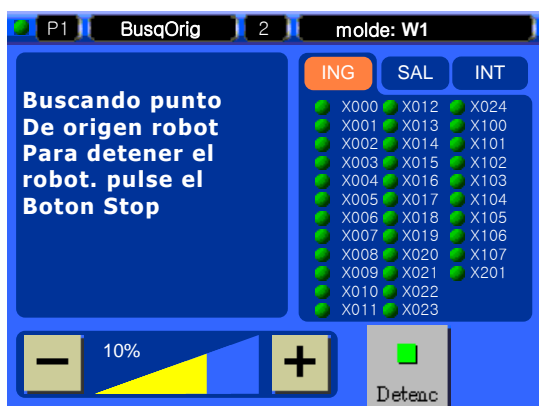 P1 BusqOrig 2 molde: W1
ING SAL INT
Buscando punto
De origen robot
Para detener el
robot. pulse el
Boton Stop
X000 X012 X024
X001 X013 X100
X002 X014 X101
X003 X015 X102
X004 X016 X103
X005 X017 X104
X006 X018 X105
X007 X019 X106
X008 X020 X107
X009 X021 X201
X010 X022
X011 X023
− 10% +
Detenc